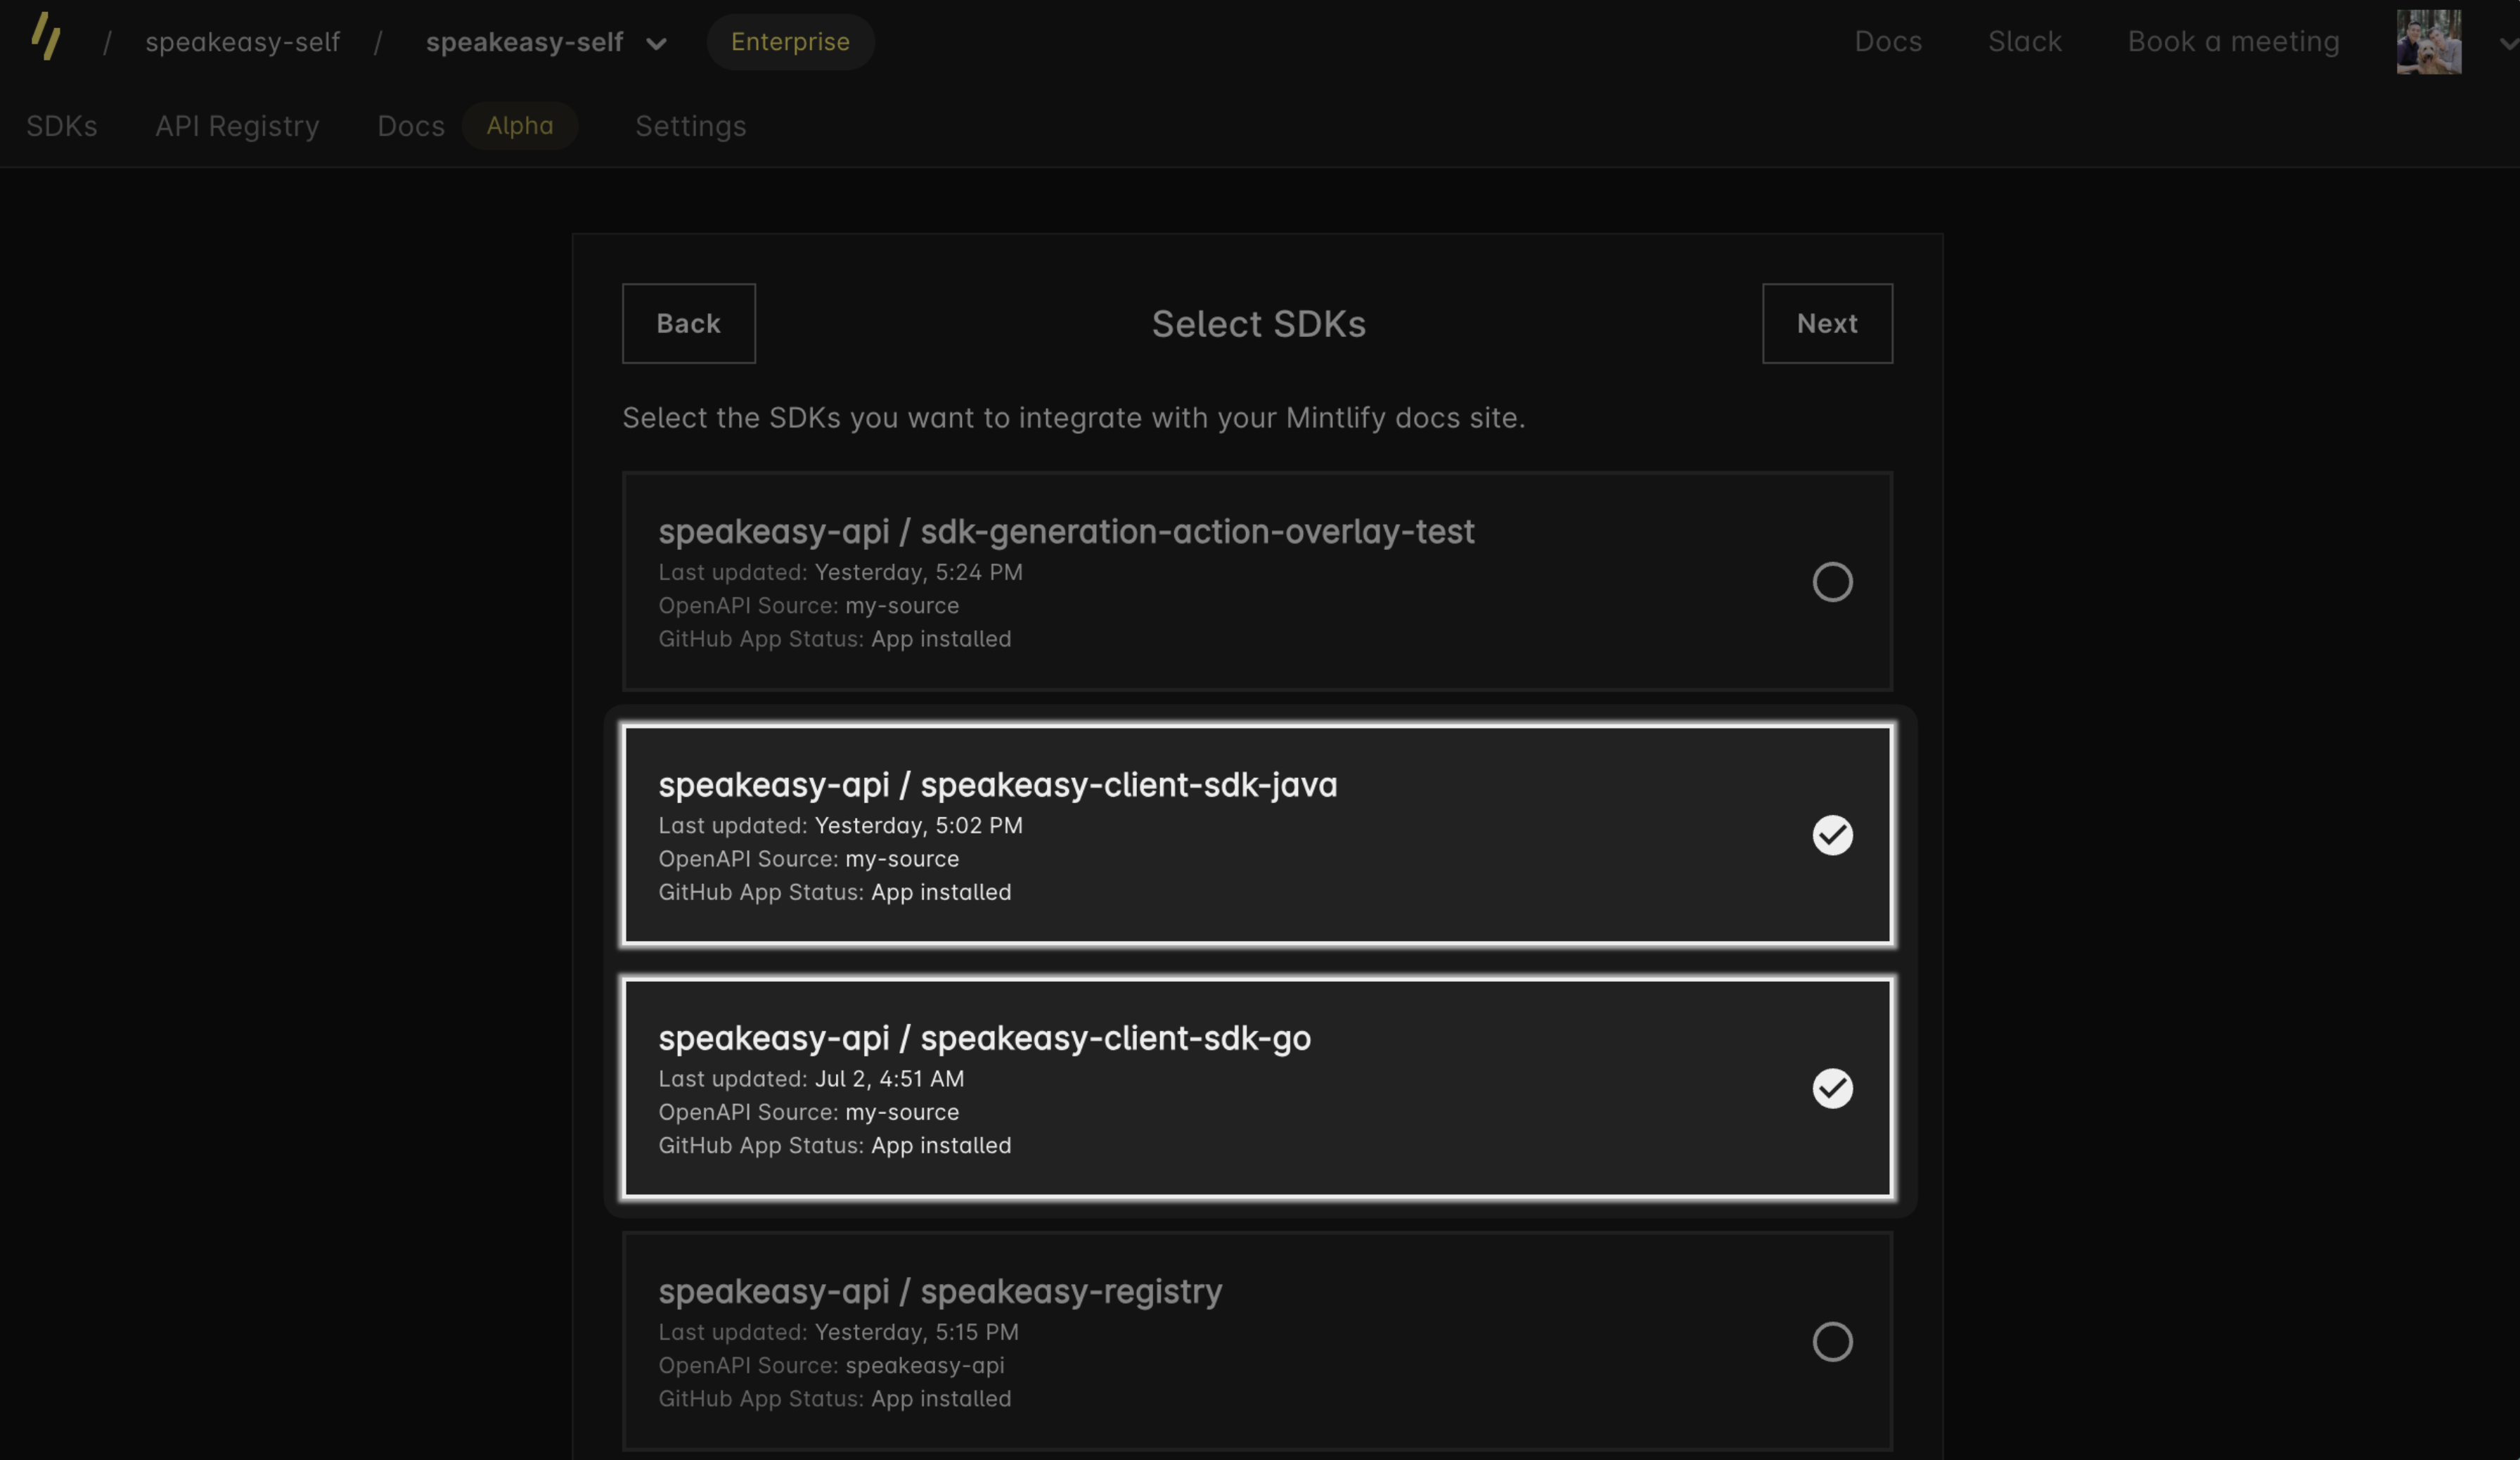 / speakeasy-self / speakeasy-self Enterprise Docs Slack Book a meeting
SDKs API Registry Docs Alpha Settings
Back Select SDKs Next
Select the SDKs you want to integrate with your Mintlify docs site.
speakeasy-api / sdk-generation-action-overlay-test
Last updated: Yesterday, 5:24 PM
OpenAPI Source: my-source
GitHub App Status: App installed
speakeasy-api / speakeasy-client-sdk-java
Last updated: Yesterday, 5:02 PM
OpenAPI Source: my-source
GitHub App Status: App installed
speakeasy-api / speakeasy-client-sdk-go
Last updated: Jul 2, 4:51 AM
OpenAPI Source: my-source
GitHub App Status: App installed
speakeasy-api / speakeasy-registry
Last updated: Yesterday, 5:15 PM
OpenAPI Source: speakeasy-api
GitHub App Status: App installed